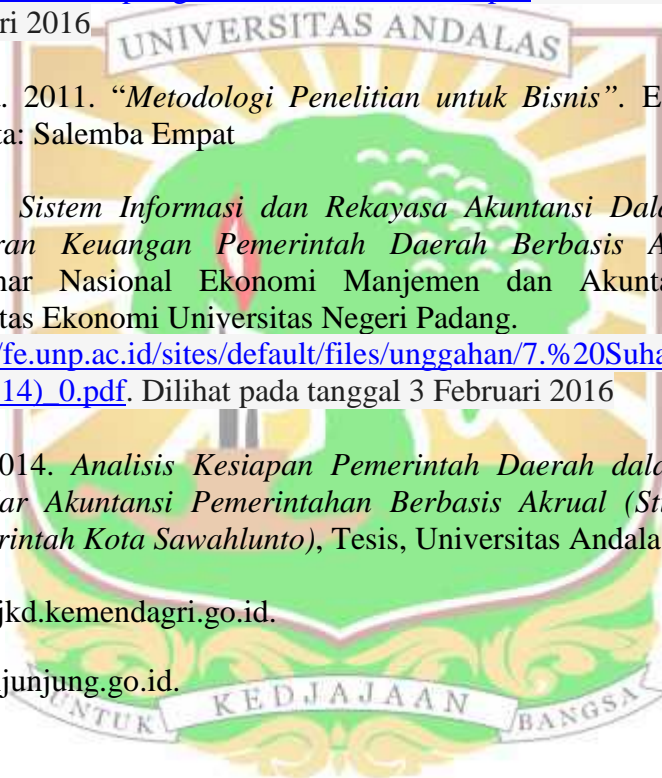 ri 2016
UNIVERSITAS ANDALAS
. 2011. “Metodologi Penelitian untuk Bisnis”. E
ta: Salemba Empat
Sistem Informasi dan Rekayasa Akuntansi Dala
ran Keuangan Pemerintah Daerah Berbasis A
nar Nasional Ekonomi Manjemen dan Akunta
tas Ekonomi Universitas Negeri Padang.
/fe.unp.ac.id/sites/default/files/unggahan/7.%20Suha
14)_0.pdf. Dilihat pada tanggal 3 Februari 2016
014. Analisis Kesiapan Pemerintah Daerah dala
ar Akuntansi Pemerintahan Berbasis Akrual (St
rintah Kota Sawahlunto), Tesis, Universitas Andala
jkd.kemendagri.go.id.
junjung.go.id.
UNTUK KEDJAJAAN BANGSA